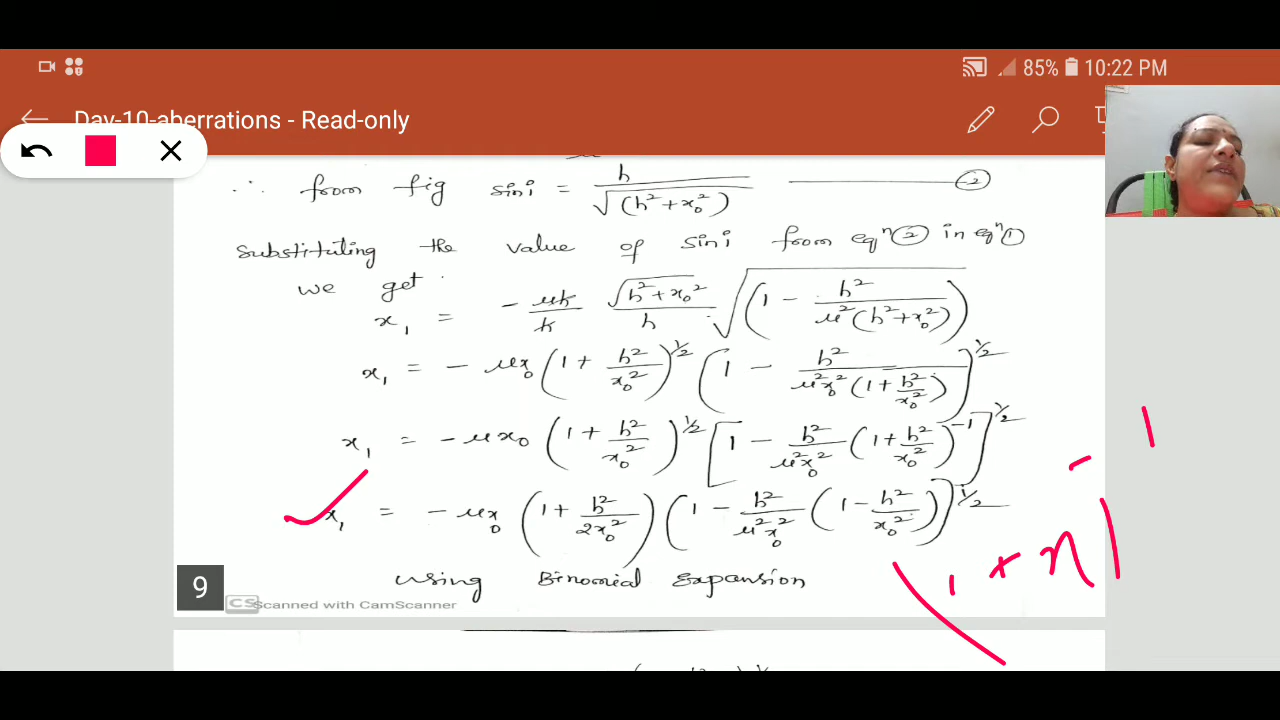 85% 10:22 PM
Day-10-aberrations - Read-only
∴ from fig sin i = h / √(h² + x₀²) ——— ②
Substituting the value of sin i from eqⁿ ② in eqⁿ ①
we get
x₁ = - μh/h √(h² + x₀²)/h √(1 - h²/μ²(h² + x₀²))
x₁ = - μx₀ (1 + h²/x₀²)^½ (1 - h²/μ²x₀²(1 + h²/x₀²)]^½
x₁ = - μx₀ (1 + h²/x₀²)^½ [1 - h²/μ²x₀² (1 + h²/x₀²)^-1]^½
x₁ = - μx₀ (1 + h²/2x₀²) (1 - h²/μ²x₀² (1 - h²/x₀²)]^½
using Binomial Expansion
(1 + x)^-1
9
CS Scanned with CamScanner